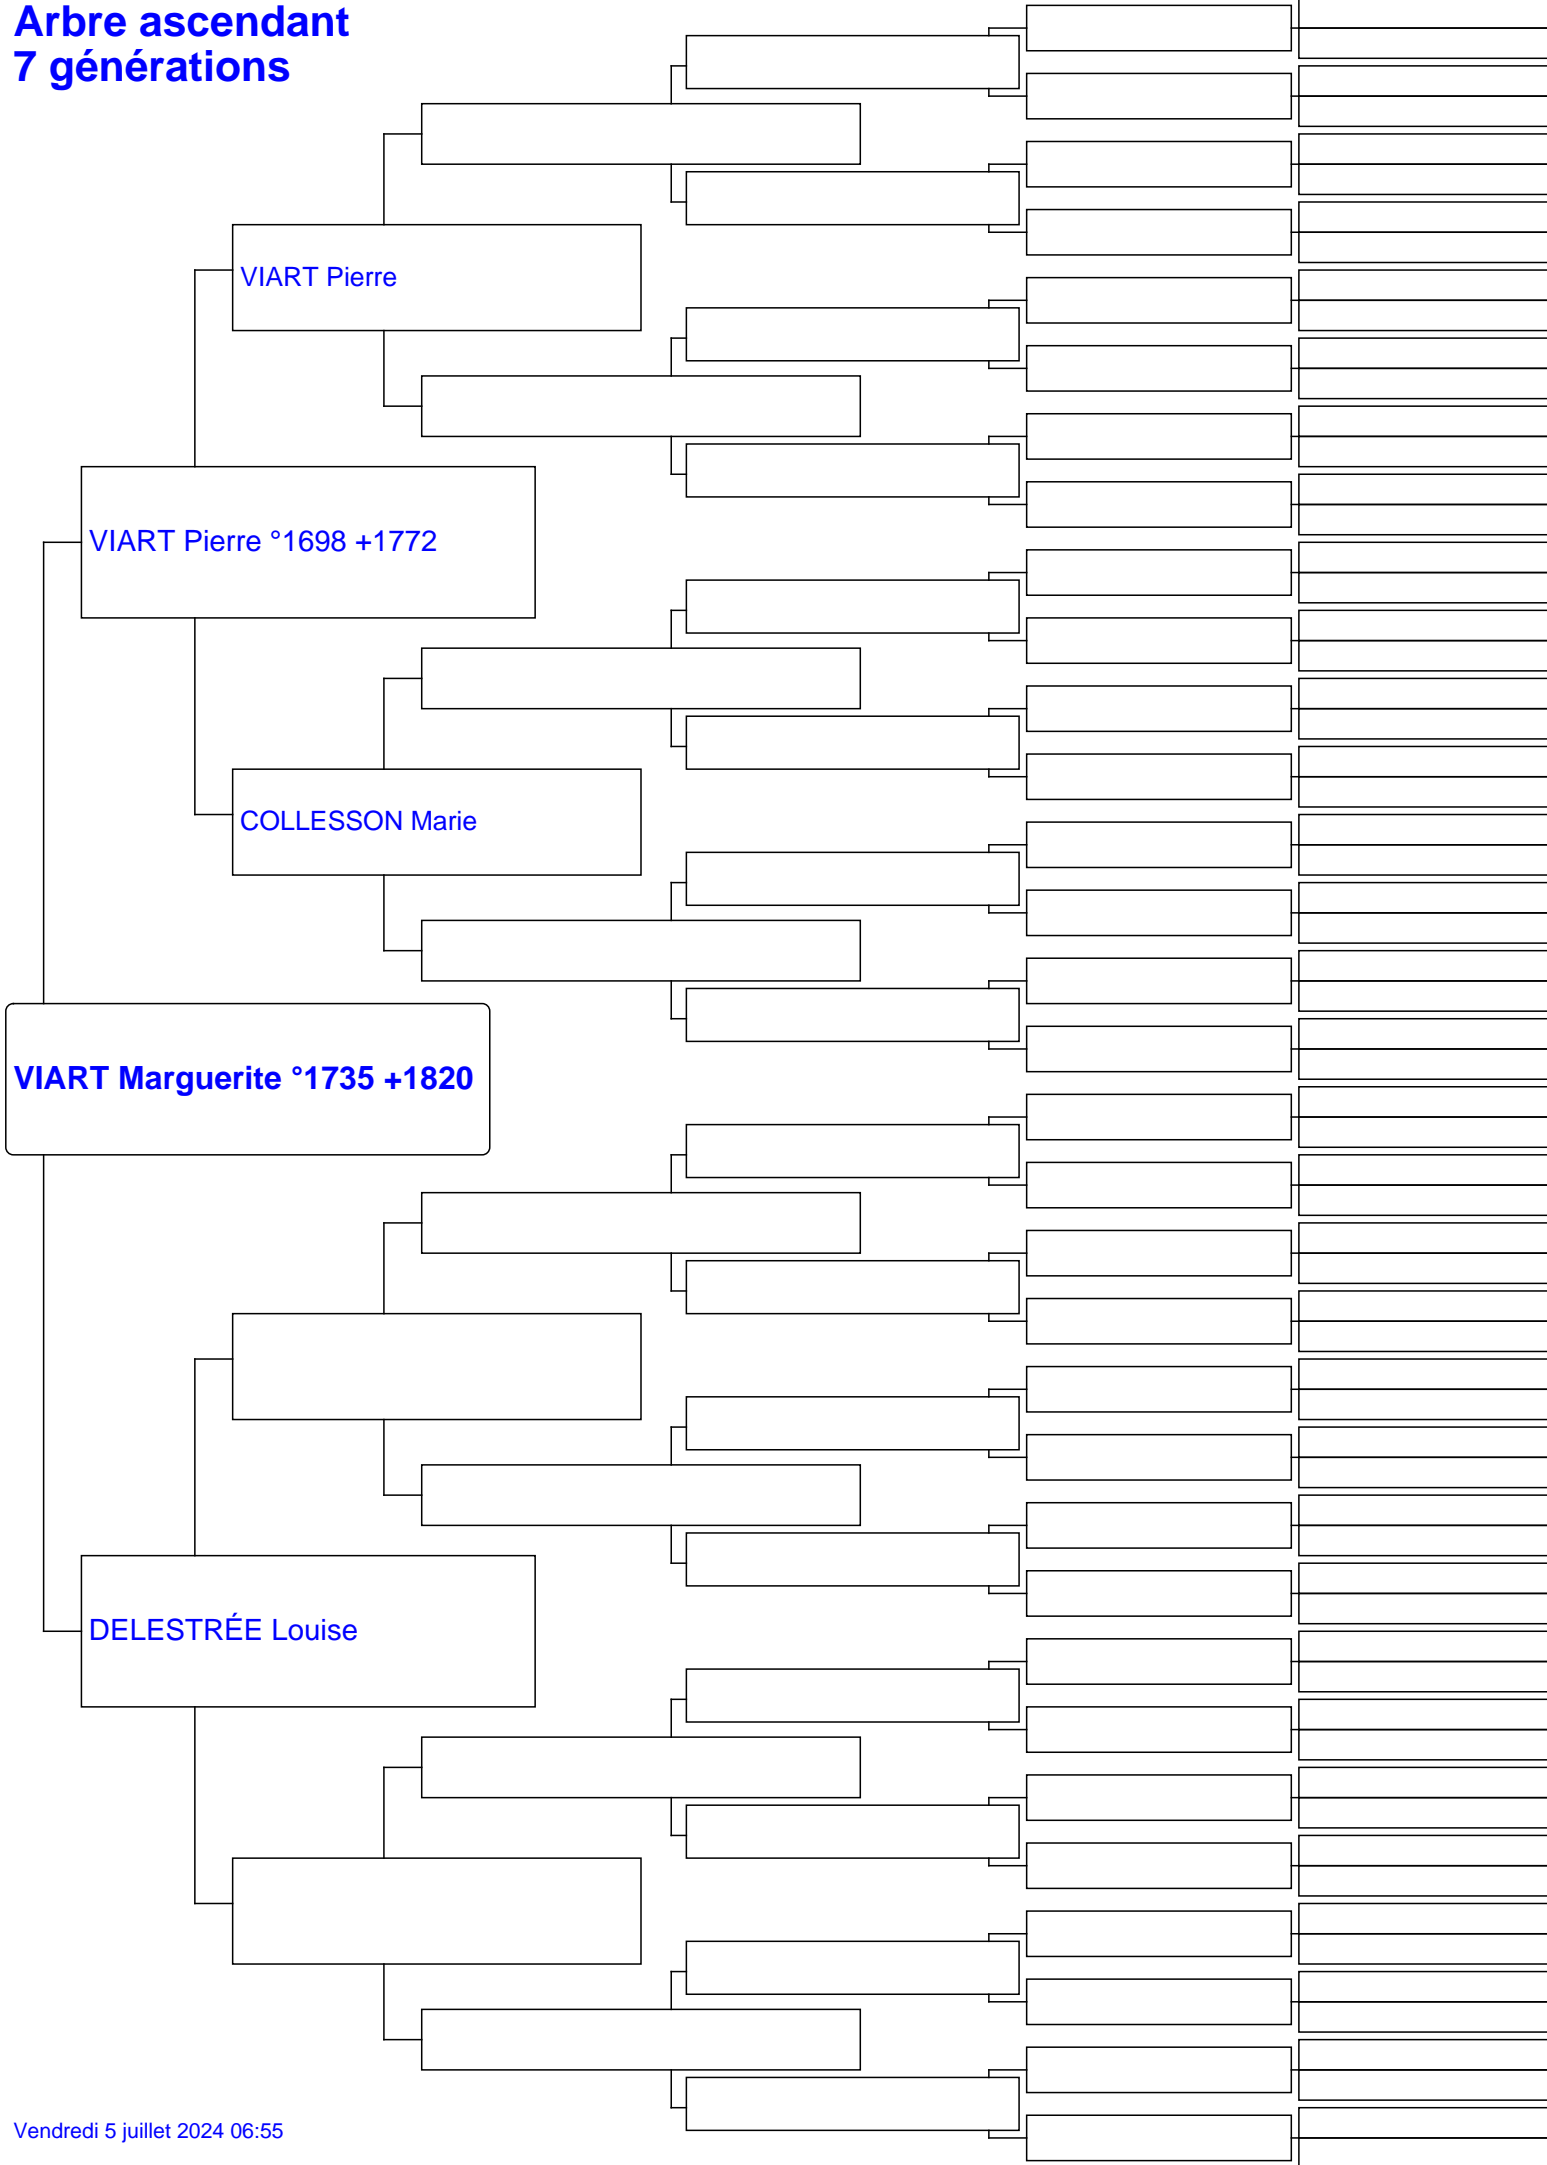 Arbre ascendant
7 générations
VIART Pierre
VIART Pierre °1698 +1772
COLLESSON Marie
VIART Marguerite °1735 +1820
DELESTRÉE Louise
Vendredi 5 juillet 2024 06:55